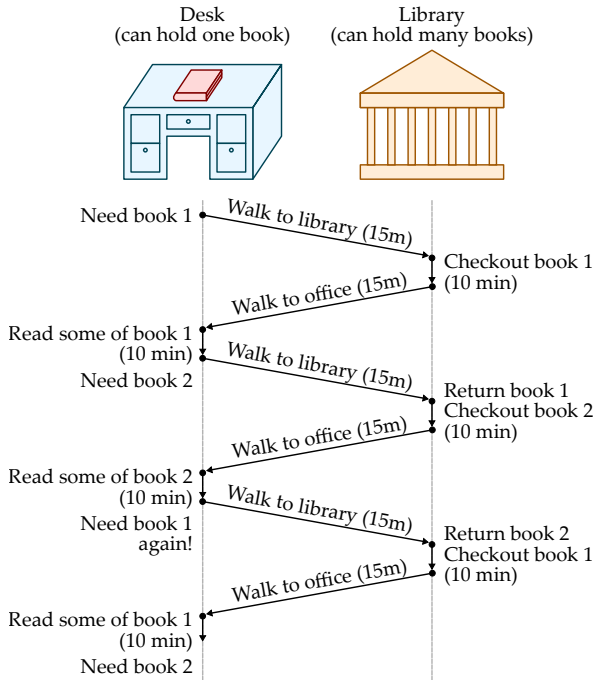 Desk
(can hold one book)
Library
(can hold many books)
Need book 1
Walk to library (15m)
Checkout book 1
(10 min)
Walk to office (15m)
Read some of book 1
(10 min)
Need book 2
Walk to library (15m)
Return book 1
Checkout book 2
(10 min)
Walk to office (15m)
Read some of book 2
(10 min)
Need book 1
again!
Walk to library (15m)
Return book 2
Checkout book 1
(10 min)
Walk to office (15m)
Read some of book 1
(10 min)
Need book 2